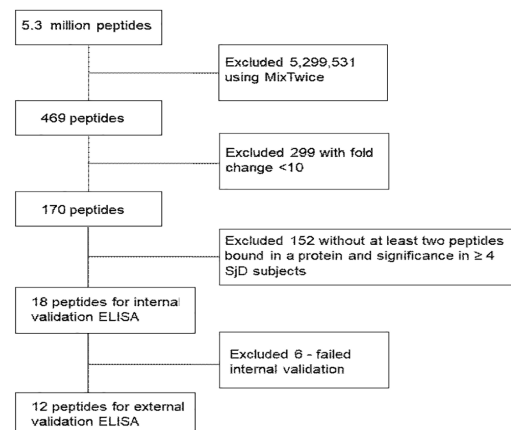 5.3 million peptides
Excluded 5,299,531
using MixTwice
469 peptides
Excluded 299 with fold
change <10
170 peptides
Excluded 152 without at least two peptides
bound in a protein and significance in ≥ 4
SjD subjects
18 peptides for internal
validation ELISA
Excluded 6 - failed
internal validation
12 peptides for external
validation ELISA